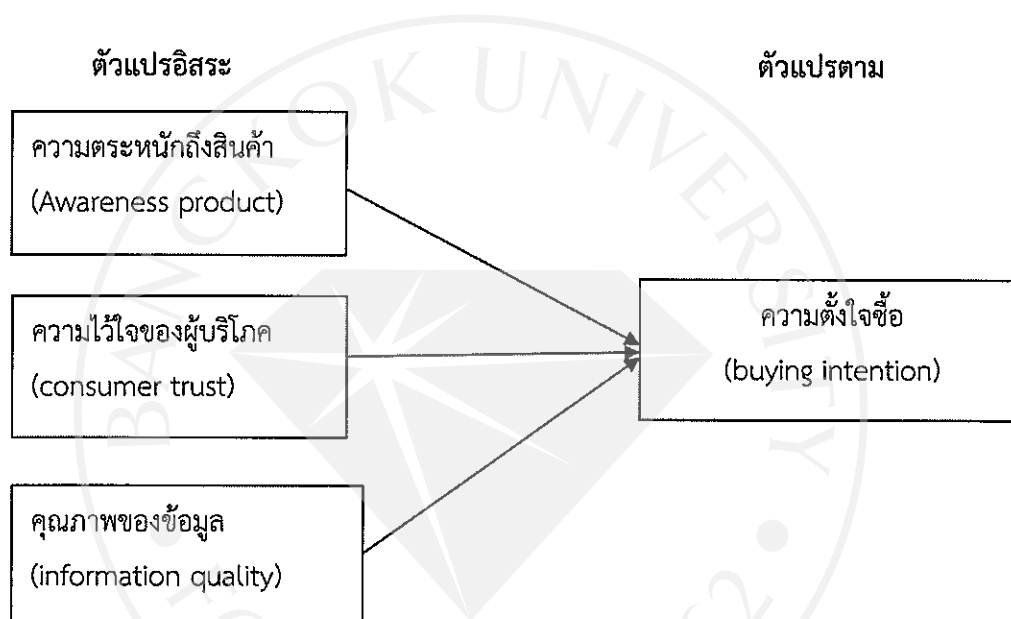 ตัวแปรอิสระ
ตัวแปรตาม
ความตระหนักถึงสินค้า
(Awareness product)
ความไว้ใจของผู้บริโภค
(consumer trust)
คุณภาพของข้อมูล
(information quality)
ความตั้งใจซื้อ
(buying intention)
BANGKOK UNIVERSITY